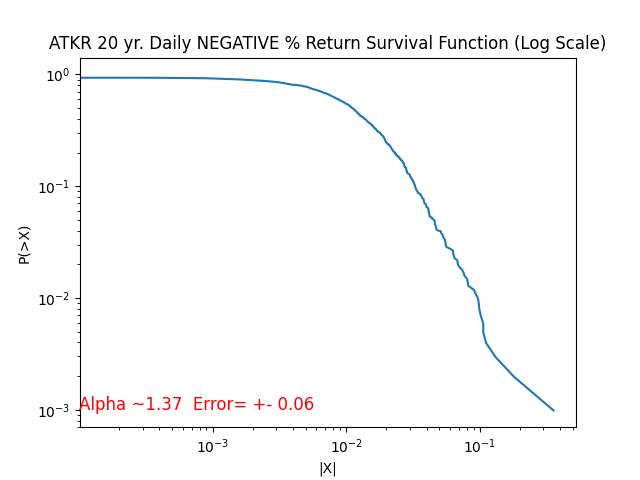 ATKR 20 yr. Daily NEGATIVE % Return Survival Function (Log Scale)
10⁰
10⁻¹
10⁻²
10⁻³
P(>X)
Alpha ~1.37  Error= +- 0.06
10⁻³ 10⁻² 10⁻¹
|X|